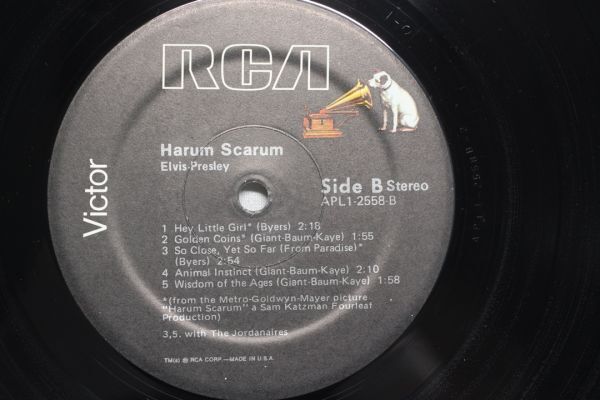 RCA
Harum Scarum
Elvis Presley
Victor
Side B Stereo
APL1-2558-B
1 Hey Little Girl* (Byers) 2:18
2 Golden Coins* (Giant-Baum-Kaye) 1:55
3 So Close, Yet So Far (From Paradise)*
(Byers) 2:54
4 Animal Instinct (Giant-Baum-Kaye) 2:10
5 Wisdom of the Ages (Giant-Baum-Kaye) 1:58
*(from the Metro-Goldwyn-Mayer picture
"Harum Scarum" a Sam Katzman Fourleaf
Production)
3,5. with The Jordanaires
TM(s) ® RCA CORP.—MADE IN U.S.A.